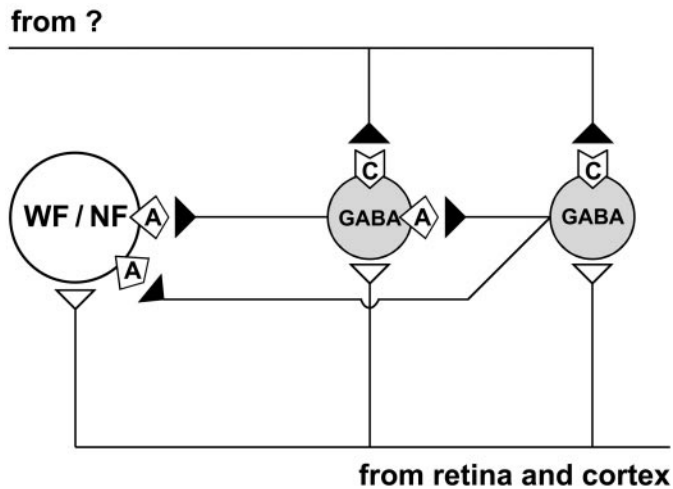 from ?
C
C
WF / NF
A
GABA
A
GABA
A
from retina and cortex